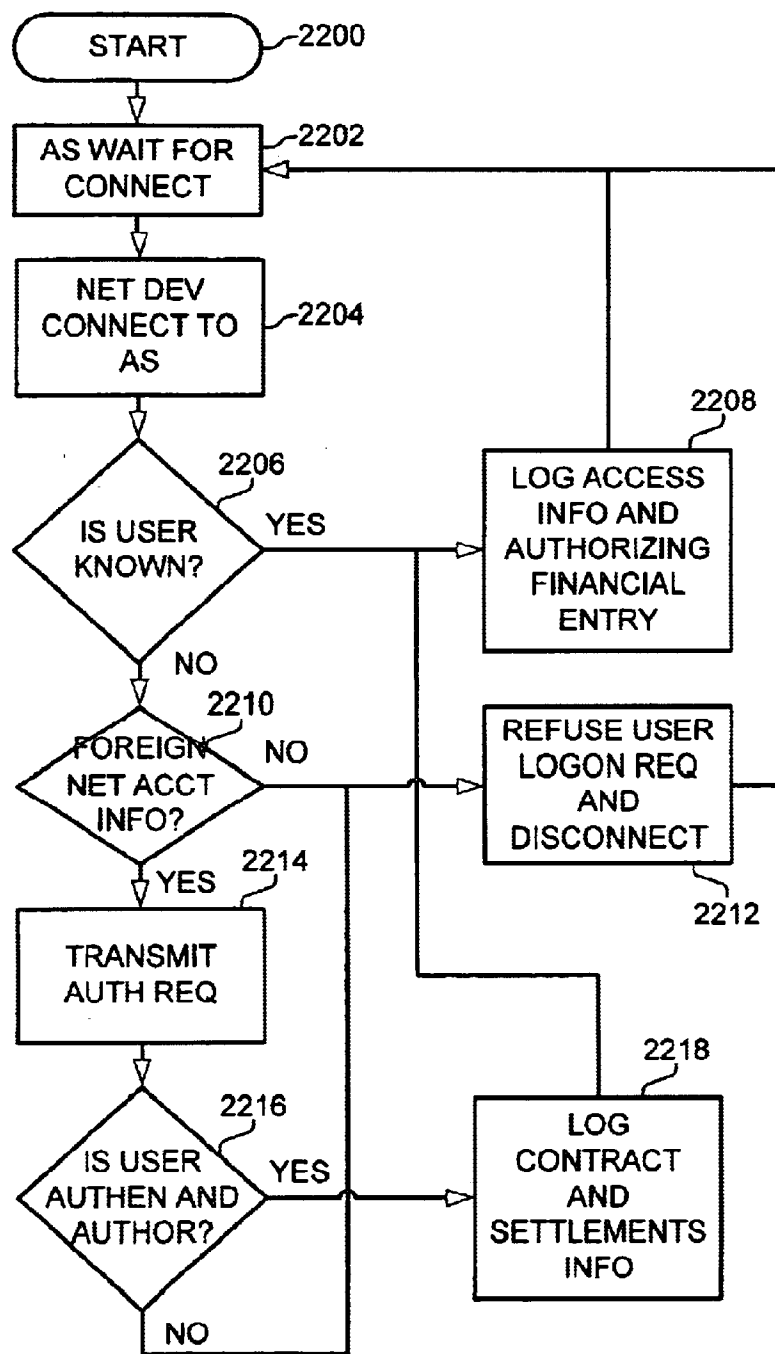 START
2200
AS WAIT FOR
CONNECT
2202
NET DEV
CONNECT TO
AS
2204
IS USER
KNOWN?
2206
YES
NO
LOG ACCESS
INFO AND
AUTHORIZING
FINANCIAL
ENTRY
2208
FOREIGN
NET ACCT
INFO?
2210
NO
YES
REFUSE USER
LOGON REQ
AND
DISCONNECT
2212
TRANSMIT
AUTH REQ
2214
IS USER
AUTHEN AND
AUTHOR?
2216
YES
NO
LOG
CONTRACT
AND
SETTLEMENTS
INFO
2218